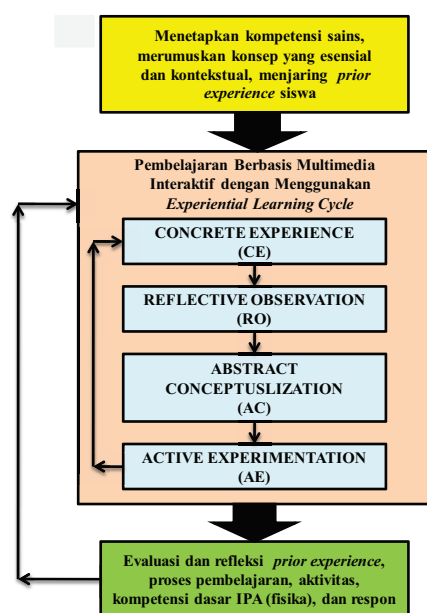 Menetapkan kompetensi sains,
merumuskan konsep yang esensial
dan kontekstual, menjaring prior
experience siswa
Pembelajaran Berbasis Multimedia
Interaktif dengan Menggunakan
Experiential Learning Cycle
CONCRETE EXPERIENCE
(CE)
REFLECTIVE OBSERVATION
(RO)
ABSTRACT
CONCEPTUSLIZATION
(AC)
ACTIVE EXPERIMENTATION
(AE)
Evaluasi dan refleksi prior experience,
proses pembelajaran, aktivitas,
kompetensi dasar IPA (fisika), dan respon